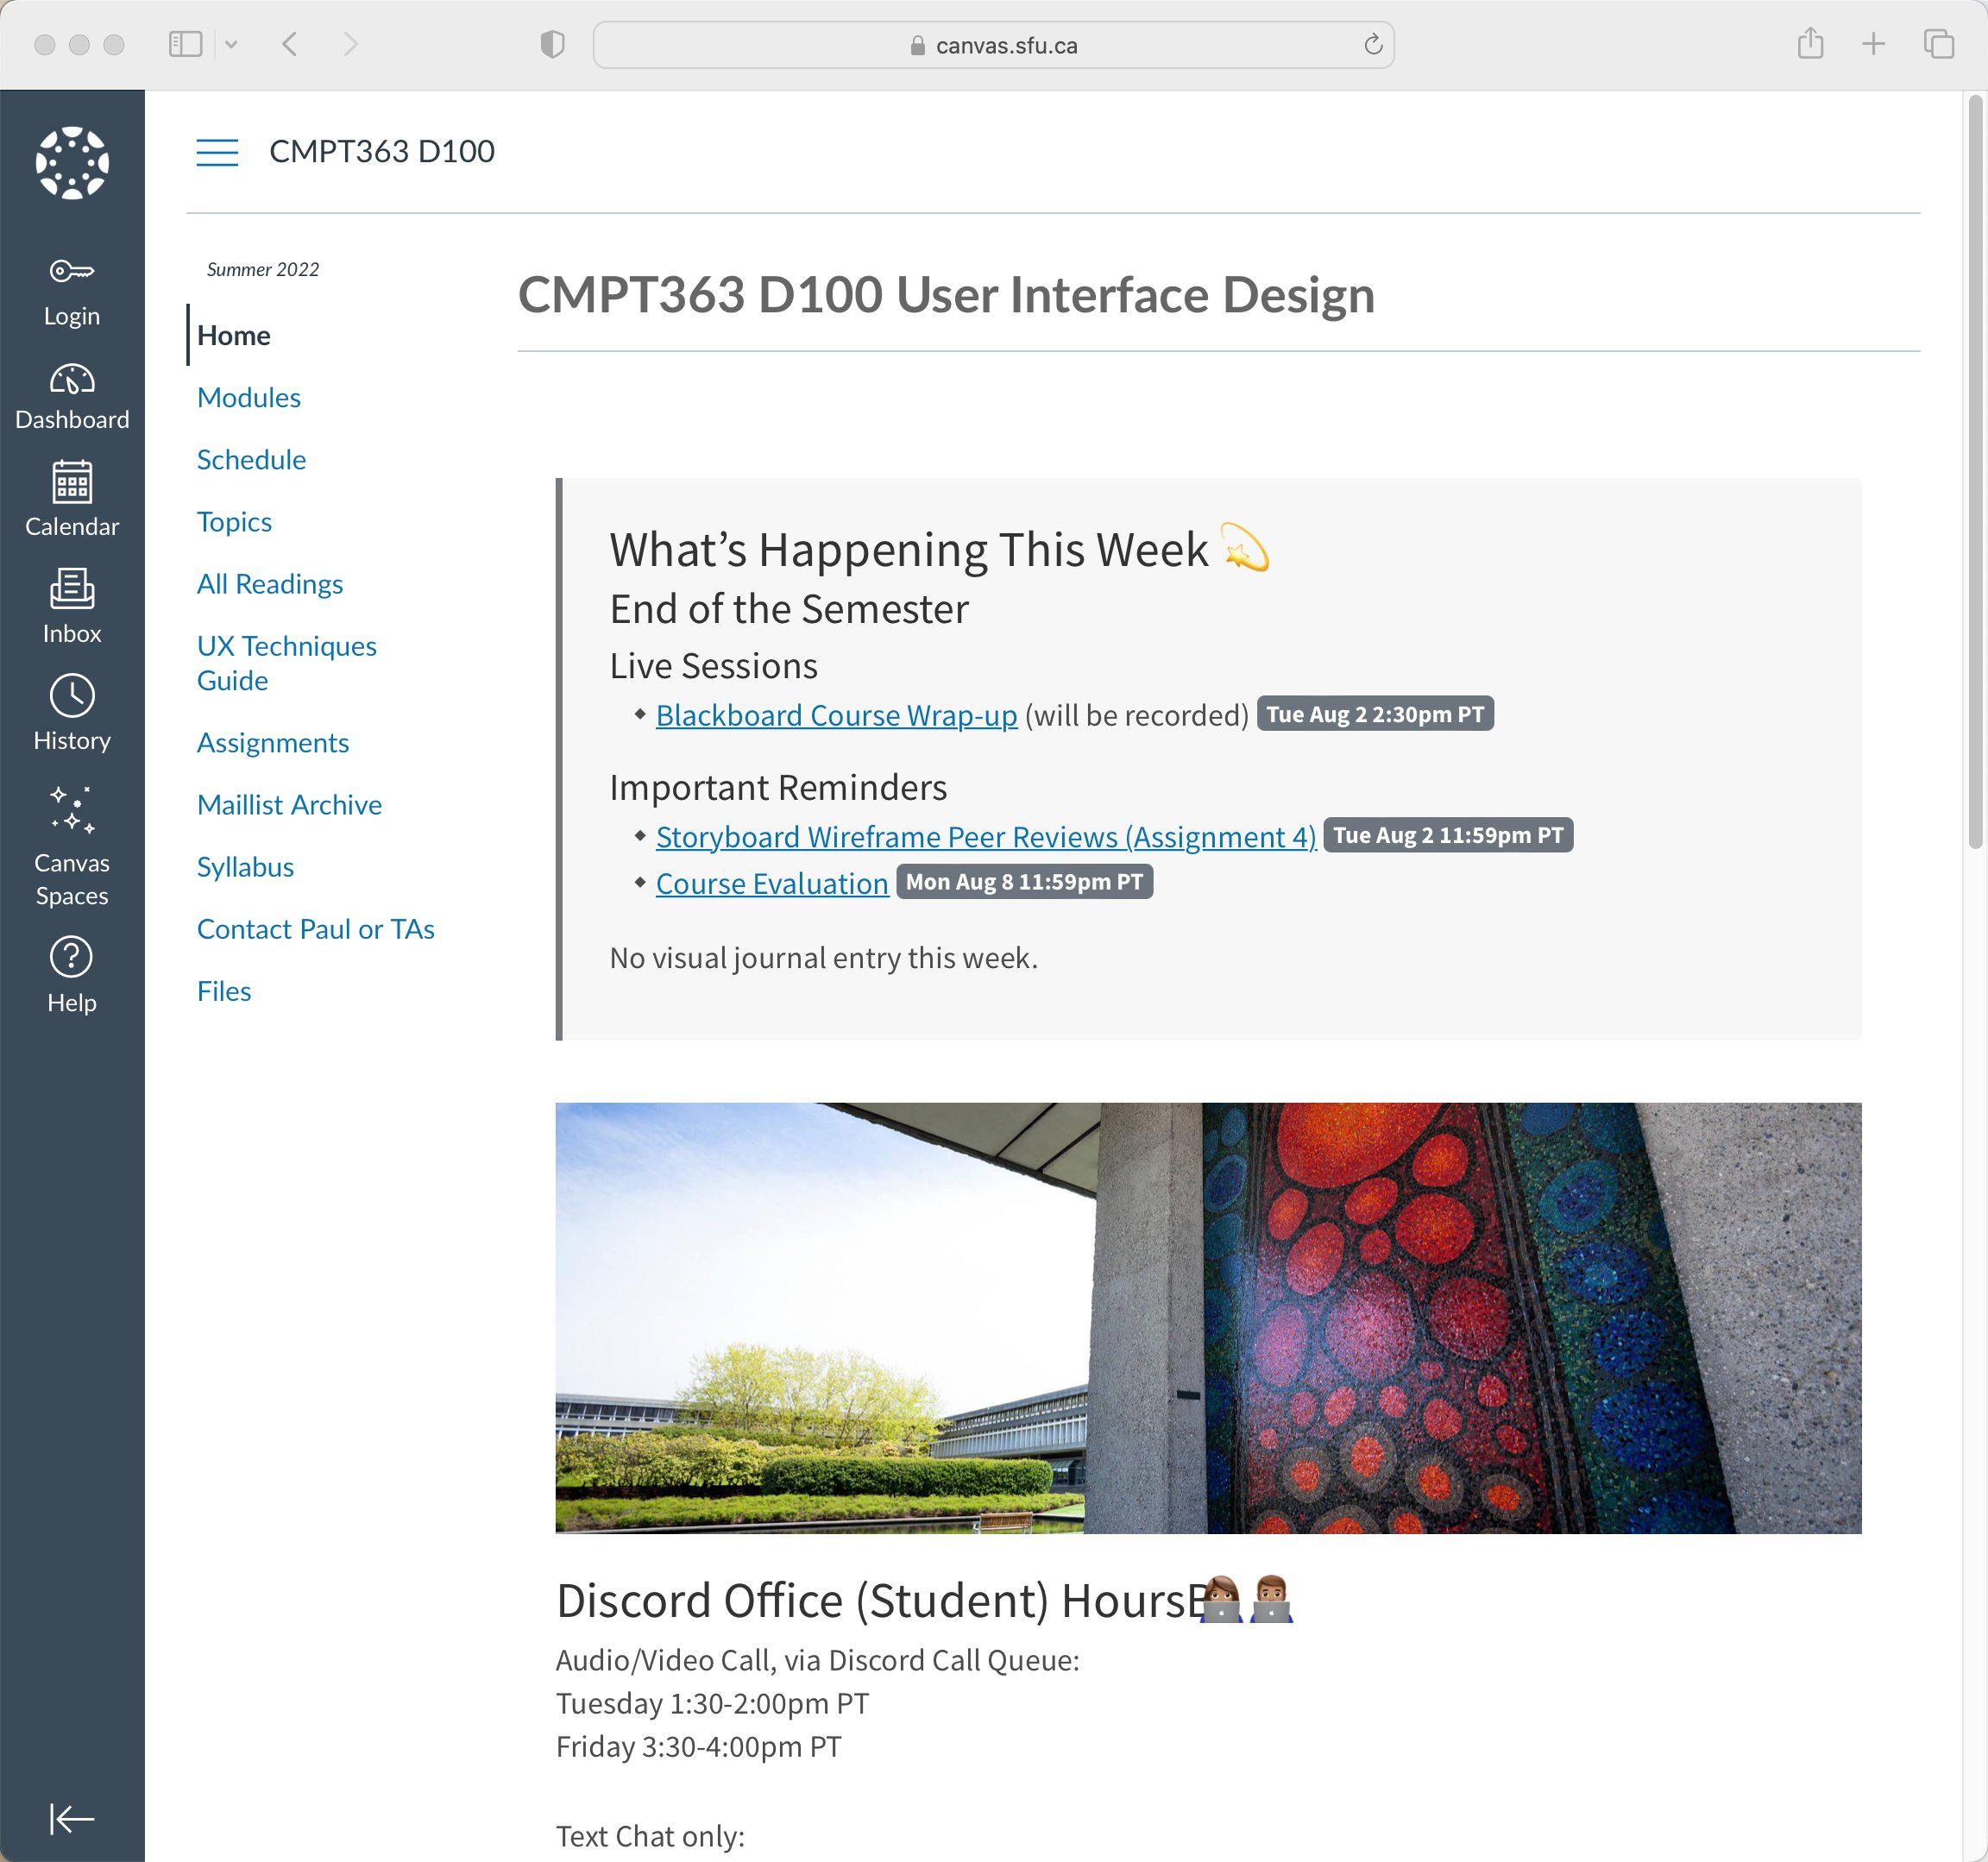 canvas.sfu.ca
CMPT363 D100
Login
Dashboard
Calendar
Inbox
History
Canvas
Spaces
Help
Summer 2022
Home
Modules
Schedule
Topics
All Readings
UX Techniques
Guide
Assignments
Maillist Archive
Syllabus
Contact Paul or TAs
Files
CMPT363 D100 User Interface Design
What’s Happening This Week 💫
End of the Semester
Live Sessions
Blackboard Course Wrap-up (will be recorded) Tue Aug 2 2:30pm PT
Important Reminders
Storyboard Wireframe Peer Reviews (Assignment 4) Tue Aug 2 11:59pm PT
Course Evaluation Mon Aug 8 11:59pm PT
No visual journal entry this week.
Discord Office (Student) Hours
Audio/Video Call, via Discord Call Queue:
Tuesday 1:30-2:00pm PT
Friday 3:30-4:00pm PT
Text Chat only: